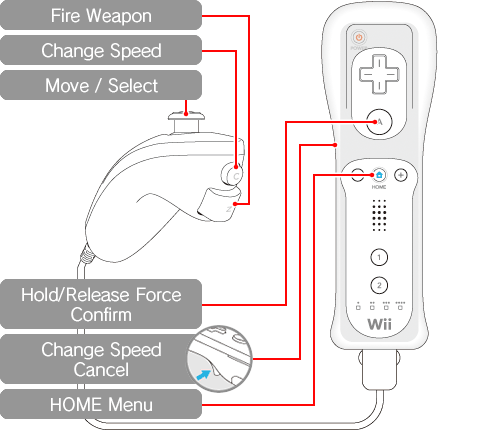 Fire Weapon
Change Speed
Move / Select
POWER
A
C
Z
HOME
1
2
Wii
Hold/Release Force
Confirm
Change Speed
Cancel
HOME Menu